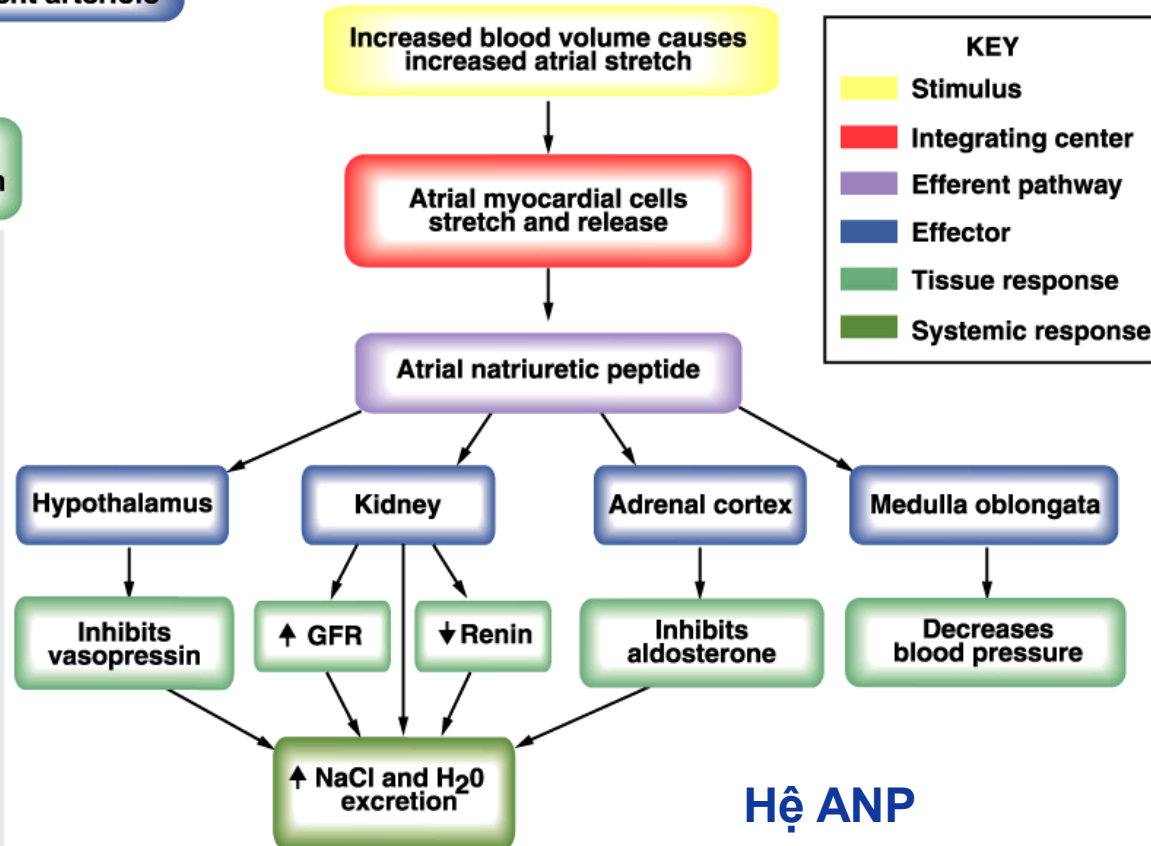 Increased blood volume causes
increased atrial stretch
KEY
Stimulus
Integrating center
Efferent pathway
Effector
Tissue response
Systemic response
Atrial myocardial cells
stretch and release
Atrial natriuretic peptide
Hypothalamus
Kidney
Adrenal cortex
Medulla oblongata
Inhibits
vasopressin
↑ GFR
↓ Renin
Inhibits
aldosterone
Decreases
blood pressure
↑ NaCl and H20
excretion
Hệ ANP